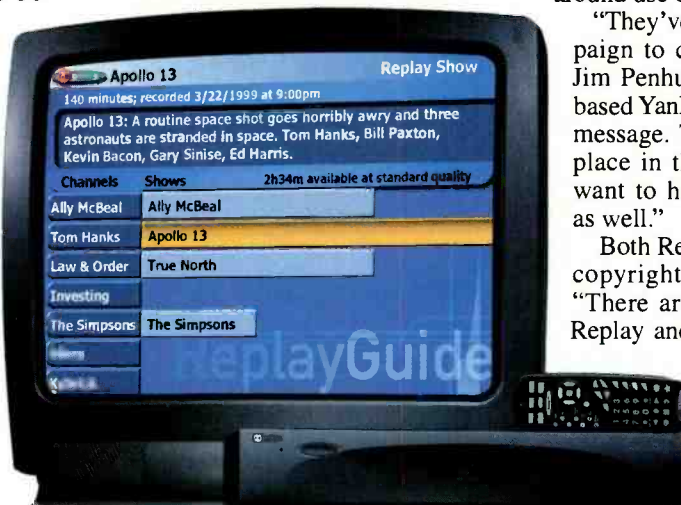 Apollo 13
Replay Show
140 minutes; recorded 3/22/1999 at 9:00pm
Apollo 13: A routine space shot goes horribly awry and three
astronauts are stranded in space. Tom Hanks, Bill Paxton,
Kevin Bacon, Gary Sinise, Ed Harris.
Channels Shows 2h34m available at standard quality
Ally McBeal Ally McBeal
Tom Hanks Apollo 13
Law & Order True North
Investing
The Simpsons The Simpsons
ReplayGuide
“They’ve
paign to
Jim Penhu
based Yan
message.
place in
want to
as well.”
Both Re
copyright
“There ar
Replay and